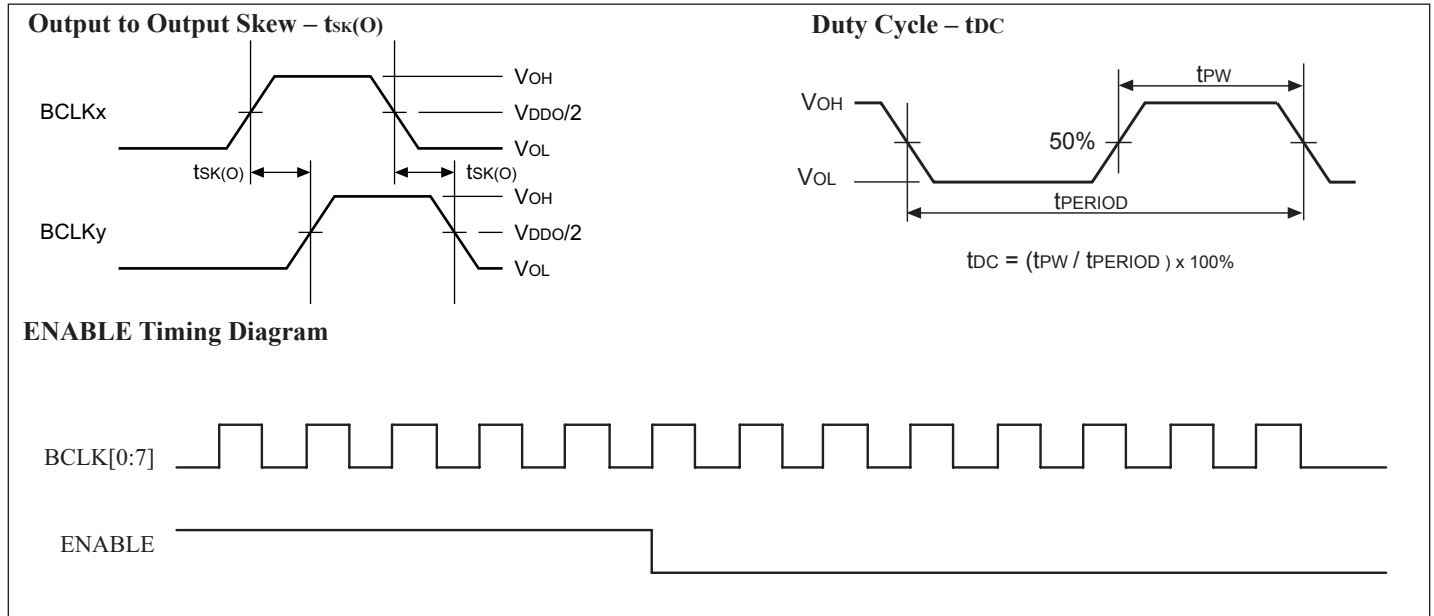 Output to Output Skew – tSK(O)
BCLKx
VOH
VDDO/2
VOL
tSK(O)
tSK(O)
BCLKy
VOH
VDDO/2
VOL
Duty Cycle – tDC
tPW
VOH
50%
VOL
tPERIOD
tDC = (tPW / tPERIOD ) x 100%
ENABLE Timing Diagram
BCLK[0:7]
ENABLE